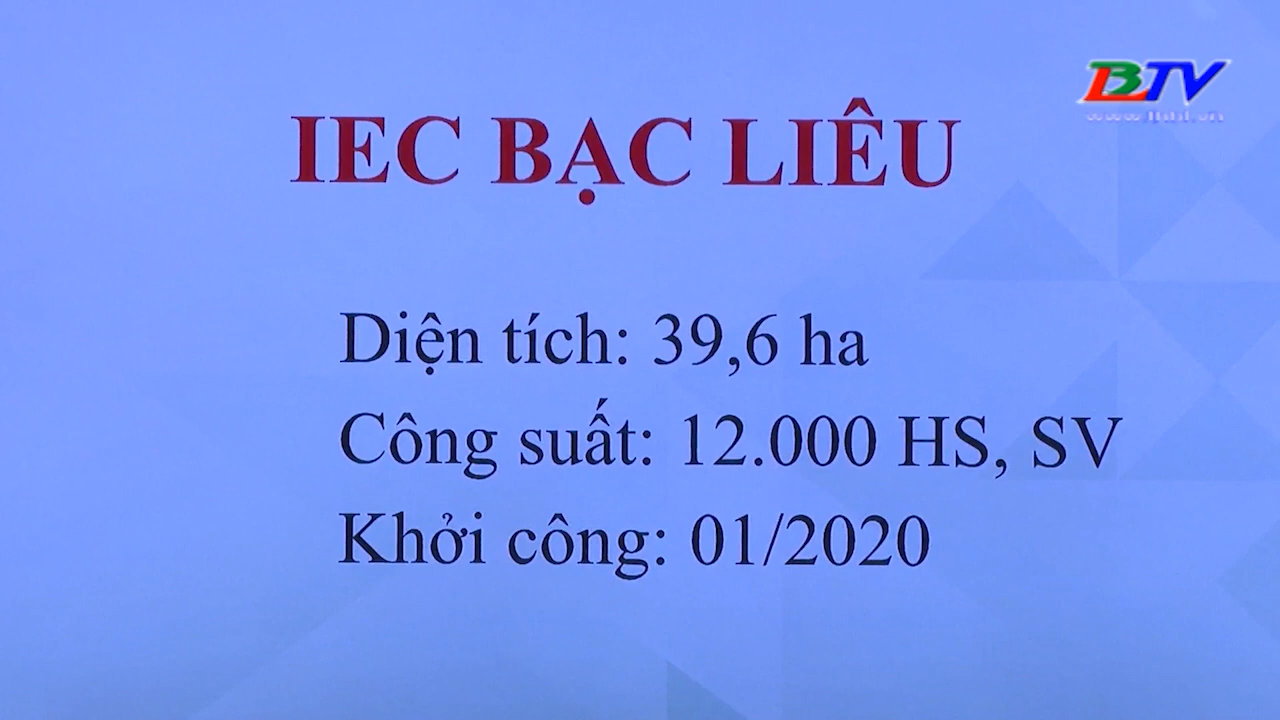 BTV
IEC BẠC LIÊU
Diện tích: 39,6 ha
Công suất: 12.000 HS, SV
Khởi công: 01/2020